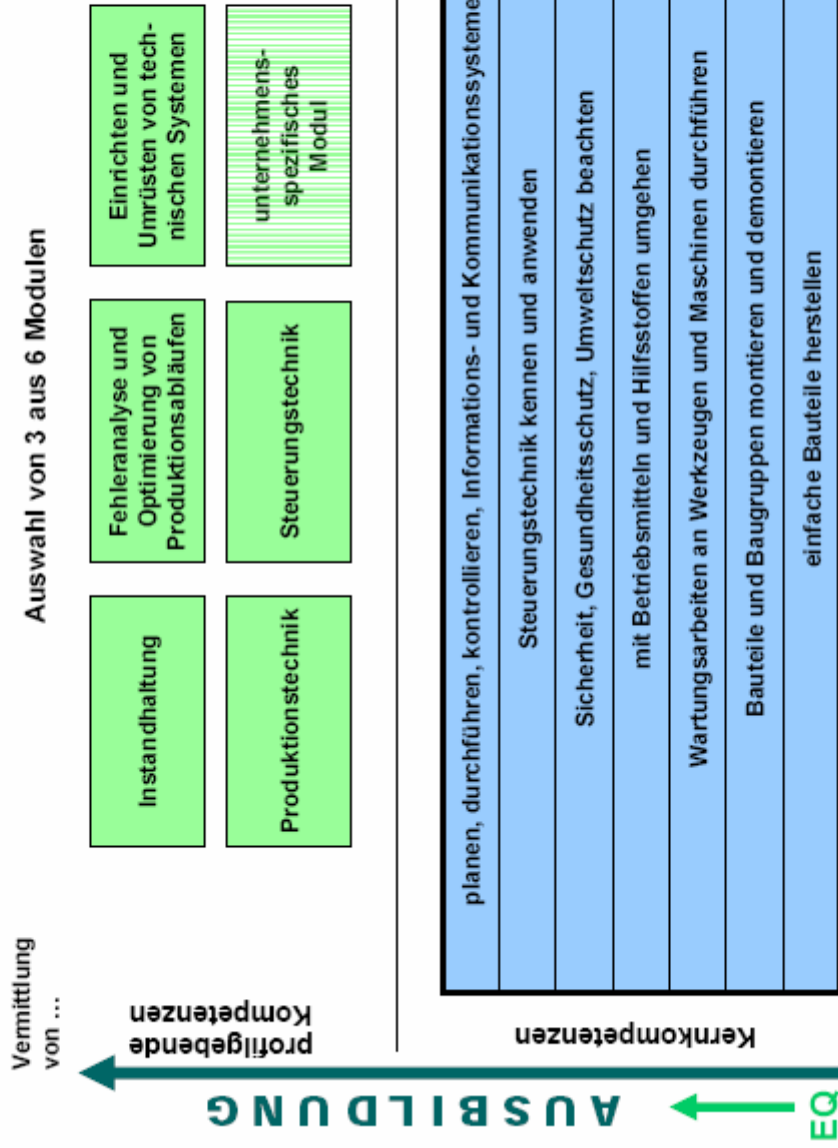 Vermittlung
von ...
Auswahl von 3 aus 6 Modulen
AUSBILDUNG
EQ
profilgebende
Kompetenzen
Instandhaltung
Fehleranalyse und
Optimierung von
Produktionsabläufen
Einrichten und
Umrüsten von tech-
nischen Systemen
Produktionstechnik
Steuerungstechnik
unternehmens-
spezifisches
Modul
Kernkompetenzen
planen, durchführen, kontrollieren, Informations- und Kommunikationssysteme
Steuerungstechnik kennen und anwenden
Sicherheit, Gesundheitsschutz, Umweltschutz beachten
mit Betriebsmitteln und Hilfsstoffen umgehen
Wartungsarbeiten an Werkzeugen und Maschinen durchführen
Bauteile und Baugruppen montieren und demontieren
einfache Bauteile herstellen